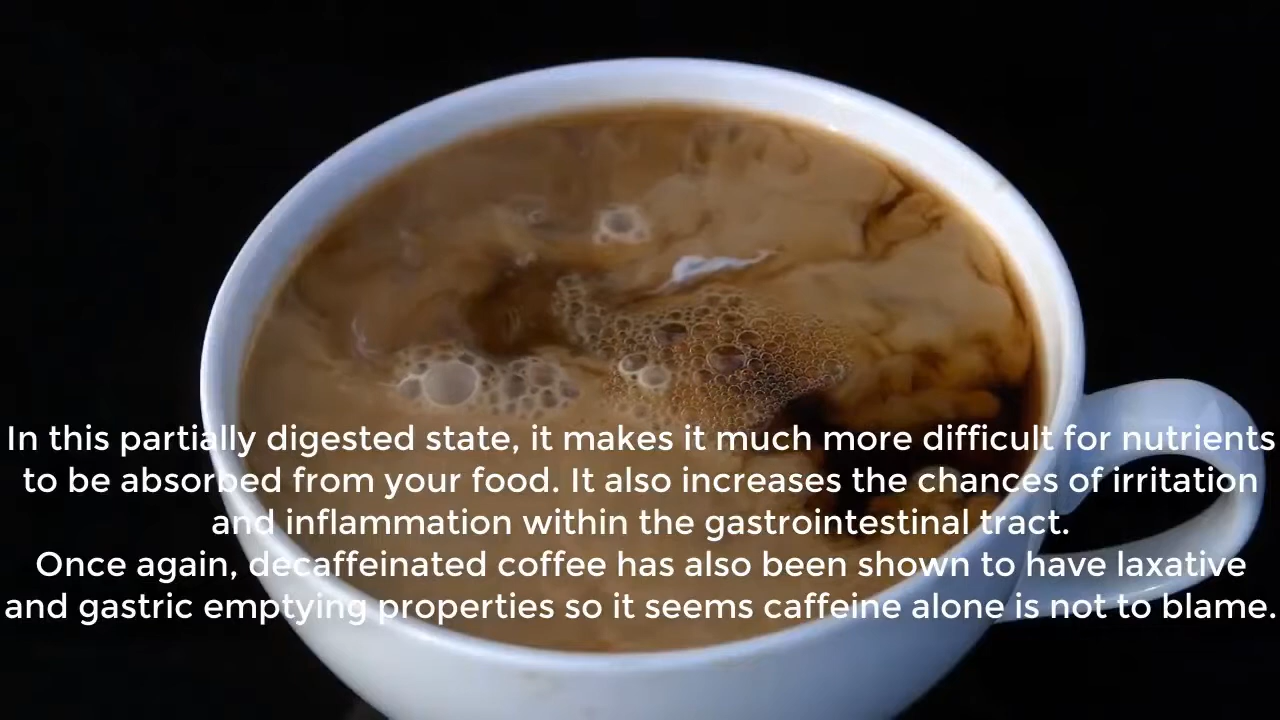 In this partially digested state, it makes it much more difficult for nutrients
to be absorbed from your food. It also increases the chances of irritation
and inflammation within the gastrointestinal tract.
Once again, decaffeinated coffee has also been shown to have laxative
and gastric emptying properties so it seems caffeine alone is not to blame.